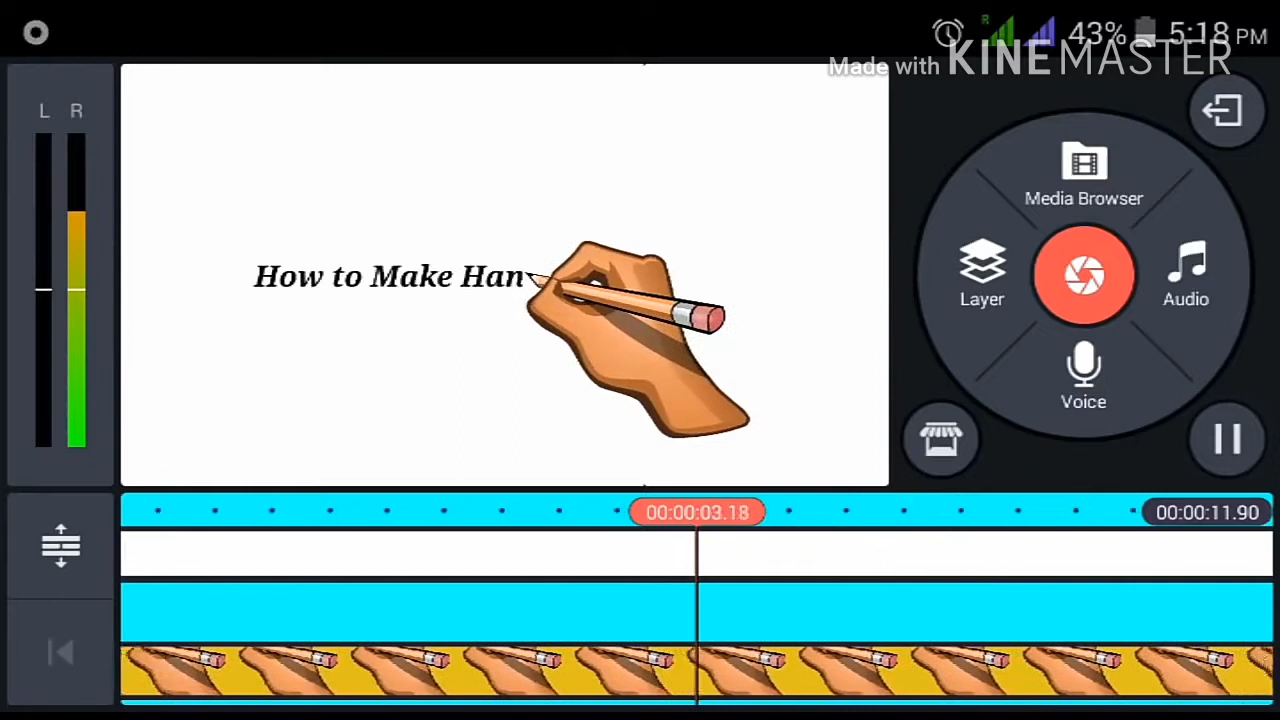 R 43% 5:18 PM
Made with KINEMASTER
L R
Media Browser
How to Make Han
Layer
Audio
Voice
00:00:03.18
00:00:11.90